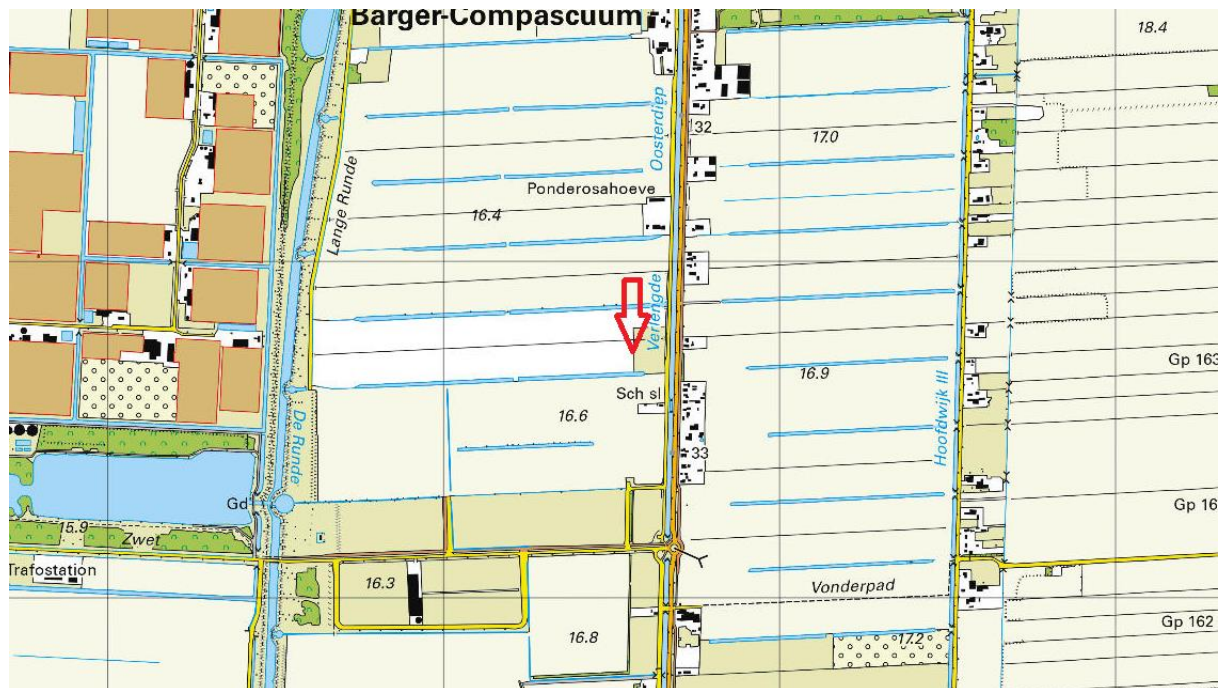 Barger-Compascuum
18.4
32
17.0
Oosterdiep
Ponderosahoeve
Lange Runde
16.4
Verlengde
Gp 163
16.9
Hoofdwijk III
Sch sl
16.6
De Runde
33
Gd
Gp 16
15.9
Zwet
Trafostation
16.3
Vonderpad
16.8
17.2
Gp 162